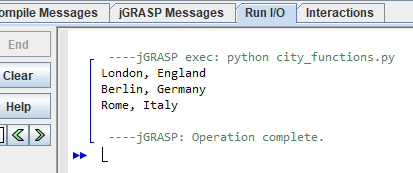 ompile Messages
jGRASP Messages
Run I/O
Interactions
End
Clear
Help
----jGRASP exec: python city_functions.py
London, England
Berlin, Germany
Rome, Italy
----jGRASP: Operation complete.